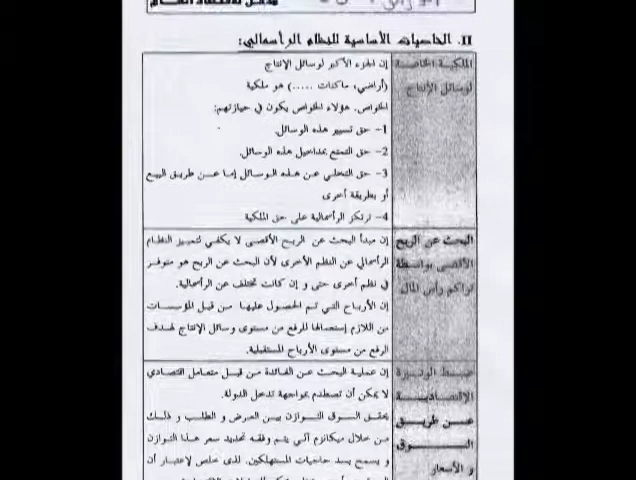 II. الخاصيات الأساسية للنظام الرأسمالي:
الملكية الخاصة
لوسائل الإنتاج
إن الجزء الأكبر لوسائل الإنتاج
(أراضي، ماكنات .....) هو ملكية
الخواص. هؤلاء الخواص يكون في حيازتهم:
1- حق تسيير هذه الوسائل.
2- حق التمتع بمداخيل هذه الوسائل.
3- حق التخلي عن هذه الوسائل إما عن طريق البيع
أو بطريقة أخرى
4- ترتكز الرأسمالية على حق الملكية
البحث عن الربح
الأقصى بواسطة
تراكم رأس المال
إن مبدأ البحث عن الربح الأقصى لا يكفي لتمييز النظام
الرأسمالي عن النظم الأخرى لأن البحث عن الربح هو متوفر
في نظم أخرى حتى و إن كانت تختلف عن الرأسمالية.
إن الأرباح التي تم الحصول عليها من قبل المؤسسات
من اللازم إستعمالها للرفع من مستوى وسائل الإنتاج لهدف
الرفع من مستوى الأرباح المستقبلية.
ضبط الوتيرة
الإقتصادية
عن طريق
السوق
و الأسعار
إن عملية البحث عن الفائدة من قبل متعامل اقتصادي
لا يمكن أن تصطدم بمواجهة تدخل الدولة.
يحقق السوق التوازن بين العرض و الطلب و ذلك
من خلال ميكانزم آلي يتم وفقه تحديد سعر هذا التوازن
و يسمح بسد حاجيات المستهلكين. لذى خلص لإعتبار أن